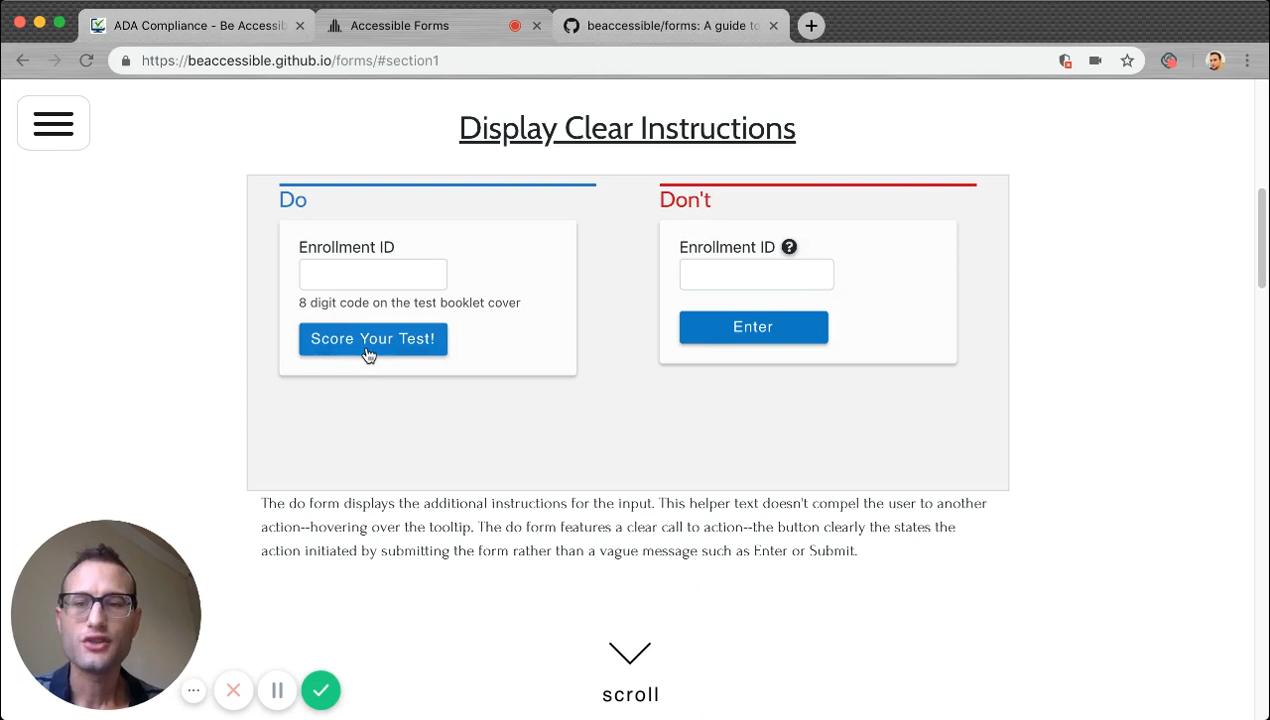 ADA Compliance - Be Accessi
Accessible Forms
beaccessible/forms: A guide to
https://beaccessible.github.io/forms/#section1
Display Clear Instructions
Do
Enrollment ID
8 digit code on the test booklet cover
Score Your Test!
Don't
Enrollment ID ?
Enter
The do form displays the additional instructions for the input. This helper text doesn't compel the user to another
action--hovering over the tooltip. The do form features a clear call to action--the button clearly the states the
action initiated by submitting the form rather than a vague message such as Enter or Submit.
scroll